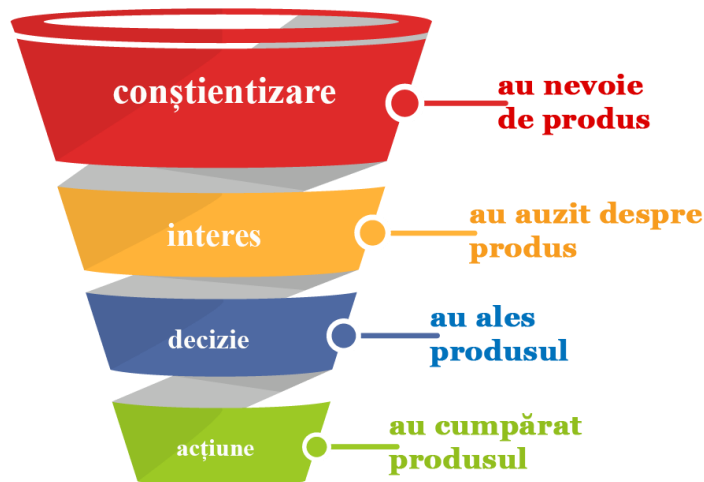 conștientizare
au nevoie
de produs
interes
au auzit despre
produs
decizie
au ales
produsul
acțiune
au cumpărat
produsul